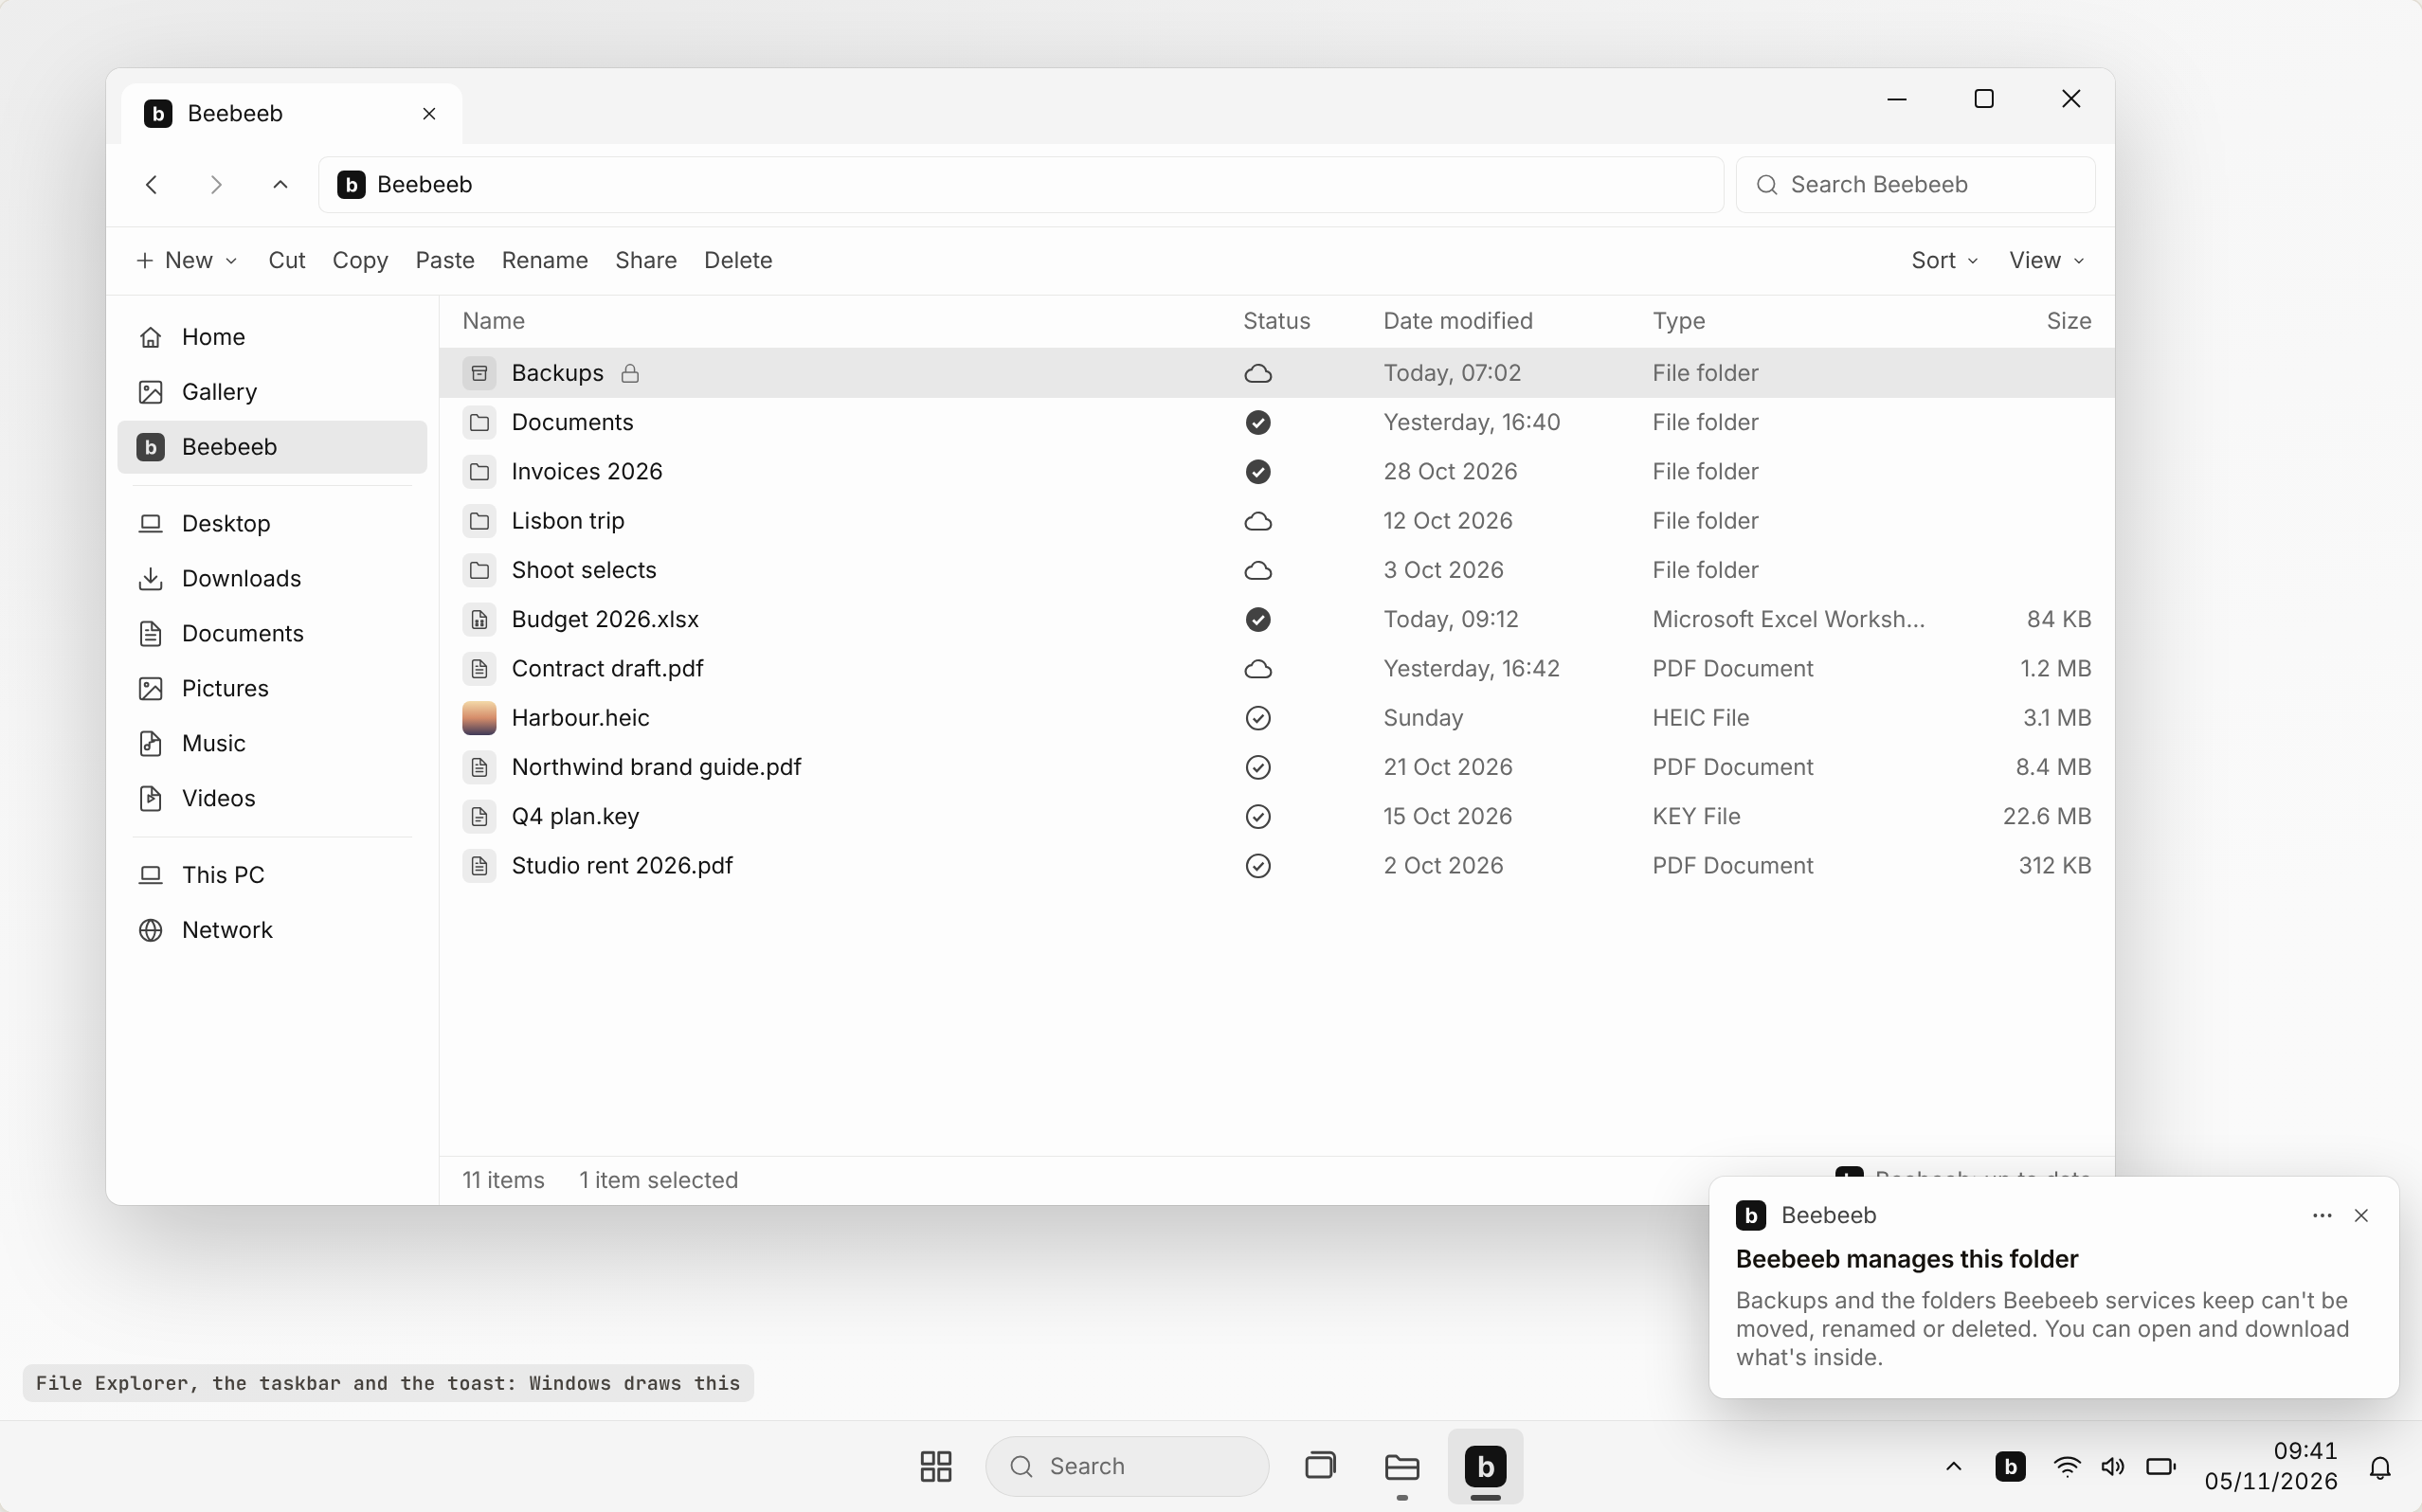 b Beebeeb
b Beebeeb
Search Beebeeb
New Cut Copy Paste Rename Share Delete Sort View
Home
Gallery
b Beebeeb
Desktop
Downloads
Documents
Pictures
Music
Videos
This PC
Network
Name Status Date modified Type Size
Backups Today, 07:02 File folder
Documents Yesterday, 16:40 File folder
Invoices 2026 28 Oct 2026 File folder
Lisbon trip 12 Oct 2026 File folder
Shoot selects 3 Oct 2026 File folder
Budget 2026.xlsx Today, 09:12 Microsoft Excel Worksh... 84 KB
Contract draft.pdf Yesterday, 16:42 PDF Document 1.2 MB
Harbour.heic Sunday HEIC File 3.1 MB
Northwind brand guide.pdf 21 Oct 2026 PDF Document 8.4 MB
Q4 plan.key 15 Oct 2026 KEY File 22.6 MB
Studio rent 2026.pdf 2 Oct 2026 PDF Document 312 KB
11 items 1 item selected
b Beebeeb
Beebeeb manages this folder
Backups and the folders Beebeeb services keep can't be
moved, renamed or deleted. You can open and download
what's inside.
File Explorer, the taskbar and the toast: Windows draws this
Search
b
b
09:41
05/11/2026